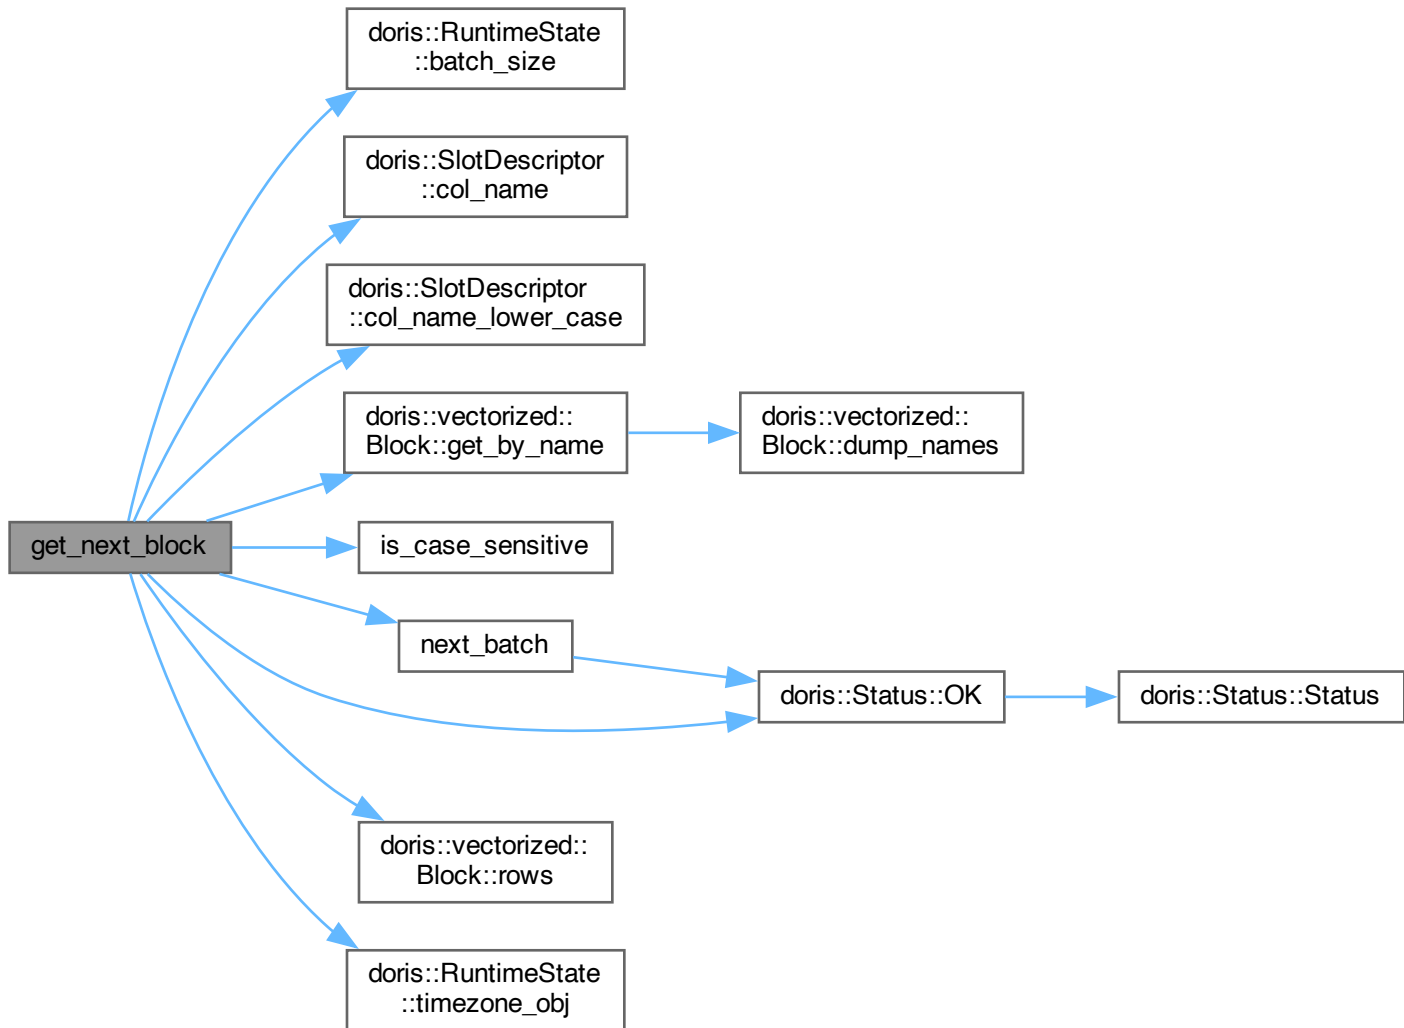 doris::RuntimeState
::batch_size
doris::SlotDescriptor
::col_name
doris::SlotDescriptor
::col_name_lower_case
doris::vectorized::
Block::get_by_name
doris::vectorized::
Block::dump_names
get_next_block
is_case_sensitive
next_batch
doris::Status::OK
doris::Status::Status
doris::vectorized::
Block::rows
doris::RuntimeState
::timezone_obj